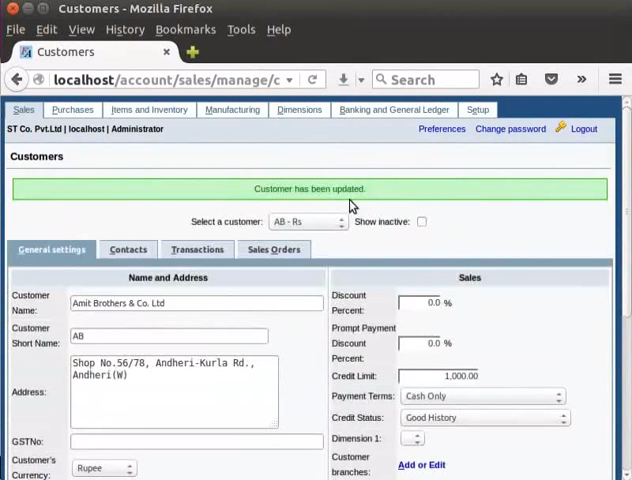 Customers - Mozilla Firefox
File Edit View History Bookmarks Tools Help
Customers
localhost/account/sales/manage/c Search
Sales Purchases Items and Inventory Manufacturing Dimensions Banking and General Ledger Setup
ST Co. Pvt.Ltd | localhost | Administrator Preferences Change password Logout
Customers
Customer has been updated.
Select a customer: AB - Rs Show inactive:
General settings Contacts Transactions Sales Orders
Name and Address Sales
Customer Name: Amit Brothers & Co. Ltd
Discount Percent: 0.0 %
Customer Short Name: AB
Prompt Payment Discount Percent: 0.0 %
Address: Shop No.56/78, Andheri-Kurla Rd.,
Andheri(W)
Credit Limit: 1,000.00
Payment Terms: Cash Only
Credit Status: Good History
GSTNo:
Dimension 1:
Customer's Currency: Rupee
Customer branches: Add or Edit